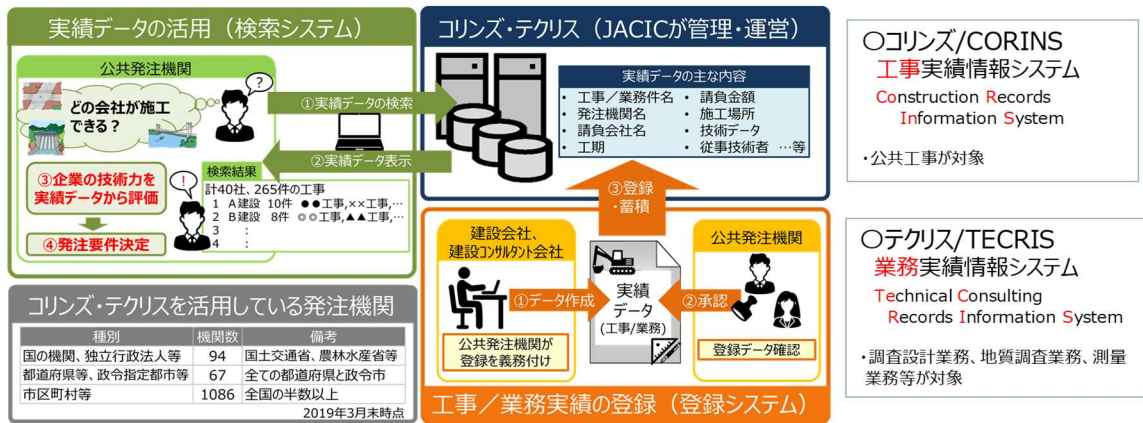 実績データの活用（検索システム）
公共発注機関
どの会社が施工
できる？
?
①実績データの検索
②実績データ表示
③企業の技術力を
実績データから評価
④発注要件決定
!
検索結果
計40社、265件の工事
1 A建設 10件 ●●工事,××工事,…
2 B建設 8件 ◎◎工事,▲▲工事,…
3 :
4 :
コリンズ・テクリス（JACICが管理・運営）
実績データの主な内容
・ 工事／業務件名 ・ 請負金額
・ 発注機関名 ・ 施工場所
・ 請負会社名 ・ 技術データ
・ 工期 ・ 従事技術者 …等
③登録
・蓄積
建設会社、
建設コンサルタント会社
①データ作成
公共発注機関が
登録を義務付け
実績
データ
(工事/業務)
公共発注機関
②承認
登録データ確認
工事／業務実績の登録（登録システム）
コリンズ・テクリスを活用している発注機関
種別 機関数 備考
国の機関、独立行政法人等 94 国土交通省、農林水産省等
都道府県等、政令指定都市等 67 全ての都道府県と政令市
市区町村等 1086 全国の半数以上
2019年3月末時点
○コリンズ/CORINS
工事実績情報システム
Construction Records
Information System
・公共工事が対象
○テクリス/TECRIS
業務実績情報システム
Technical Consulting
Records Information System
・調査設計業務、地質調査業務、測量
業務等が対象